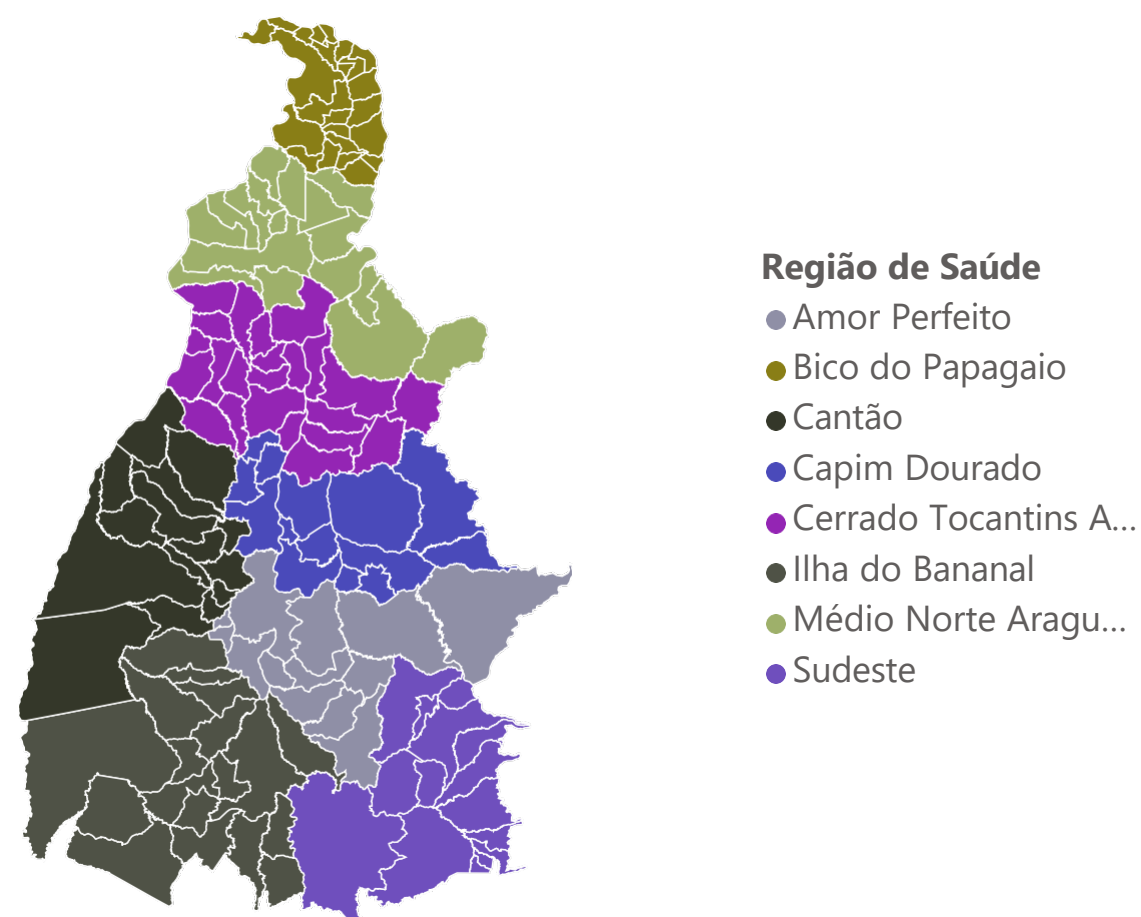 Região de Saúde
Amor Perfeito
Bico do Papagaio
Cantão
Capim Dourado
Cerrado Tocantins A...
Ilha do Bananal
Médio Norte Aragu...
Sudeste